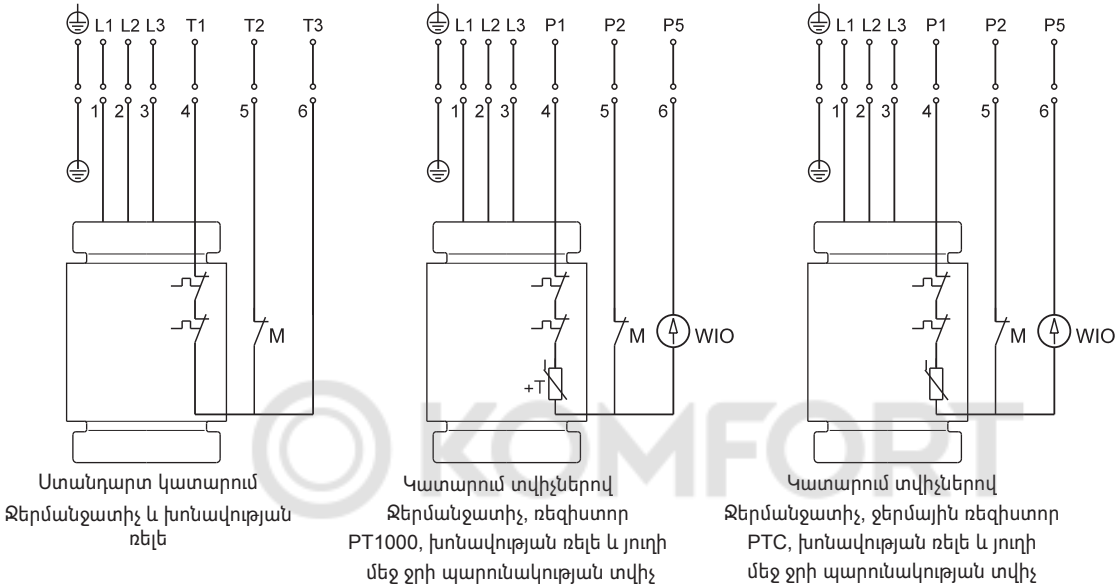 L1 L2 L3 T1 T2 T3
1 2 3 4 5 6
M
Ստանդարտ կատարում
Ջերմանջատիչ և խոնավության
ռելե
L1 L2 L3 P1 P2 P5
1 2 3 4 5 6
M WIO
+T
Կատարում տվիչներով
Ջերմանջատիչ, ռեզիստոր
PT1000, խոնավության ռելե և յուղի
մեջ ջրի պարունակության տվիչ
L1 L2 L3 P1 P2 P5
1 2 3 4 5 6
M WIO
Կատարում տվիչներով
Ջերմանջատիչ, ջերմային ռեզիստոր
PTC, խոնավության ռելե և յուղի
մեջ ջրի պարունակության տվիչ
KOMFORT